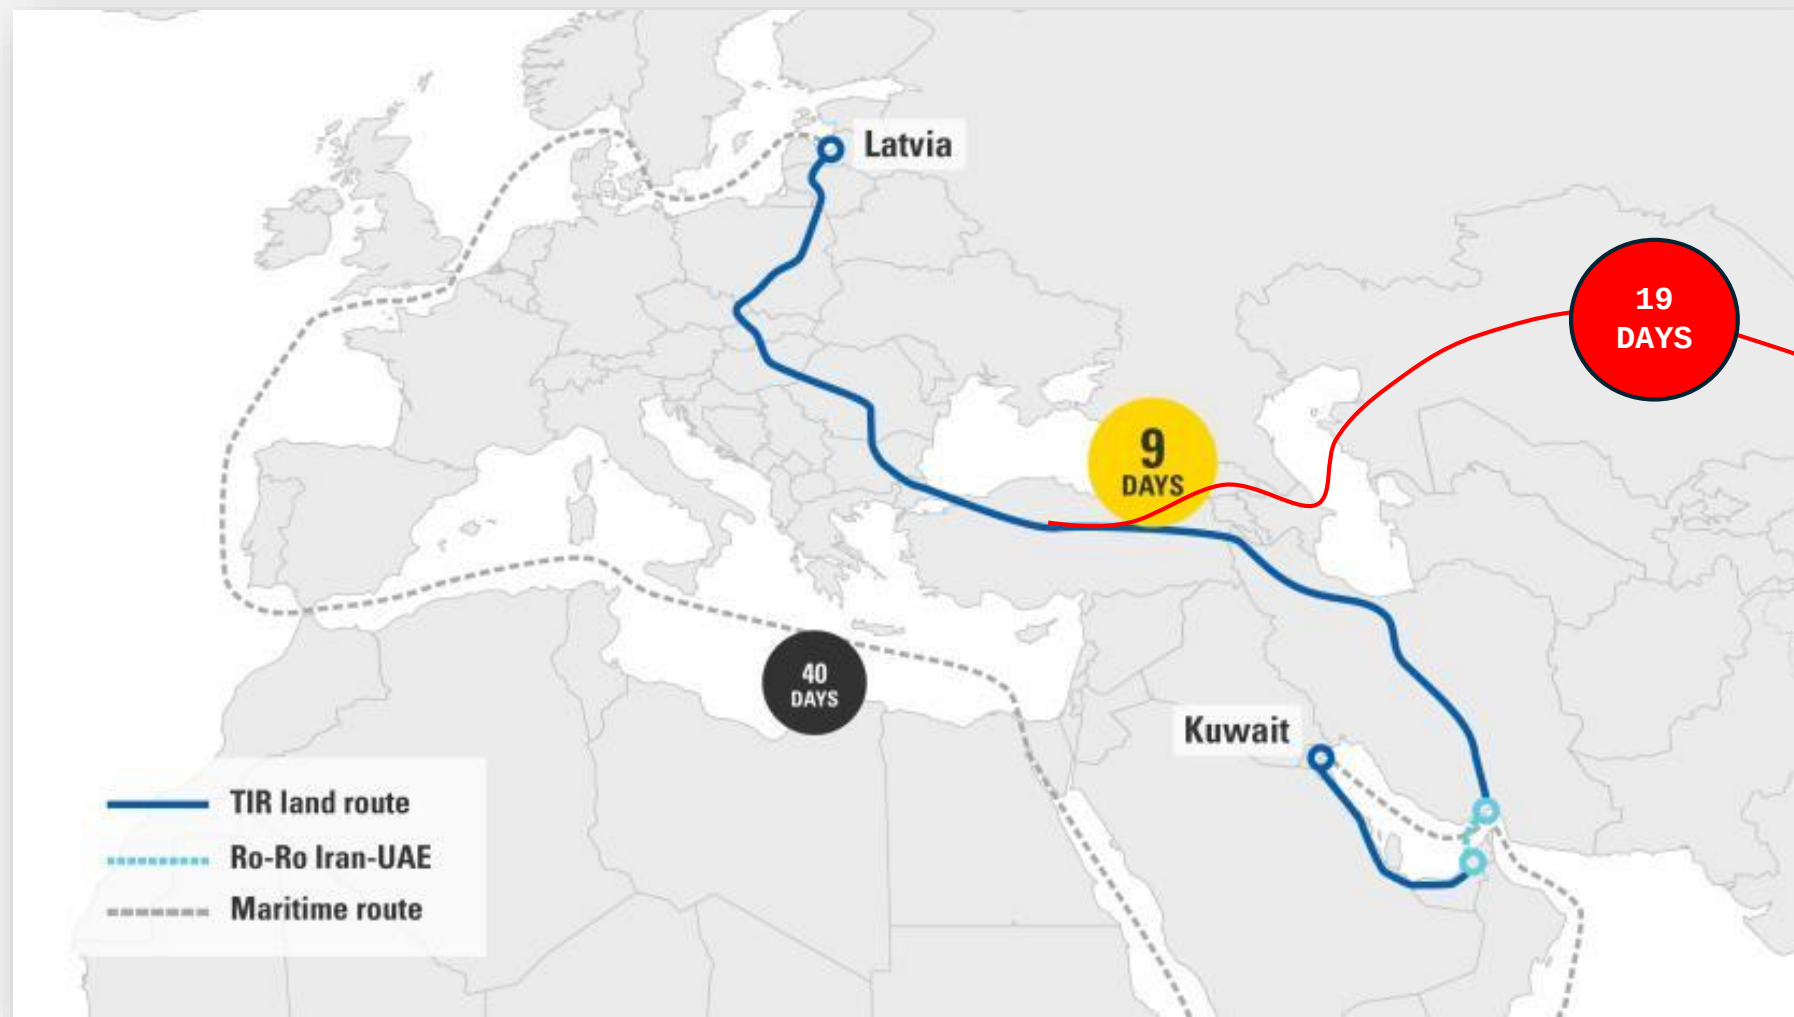 Latvia
19
DAYS
9
DAYS
40
DAYS
Kuwait
TIR land route
Ro-Ro Iran-UAE
Maritime route